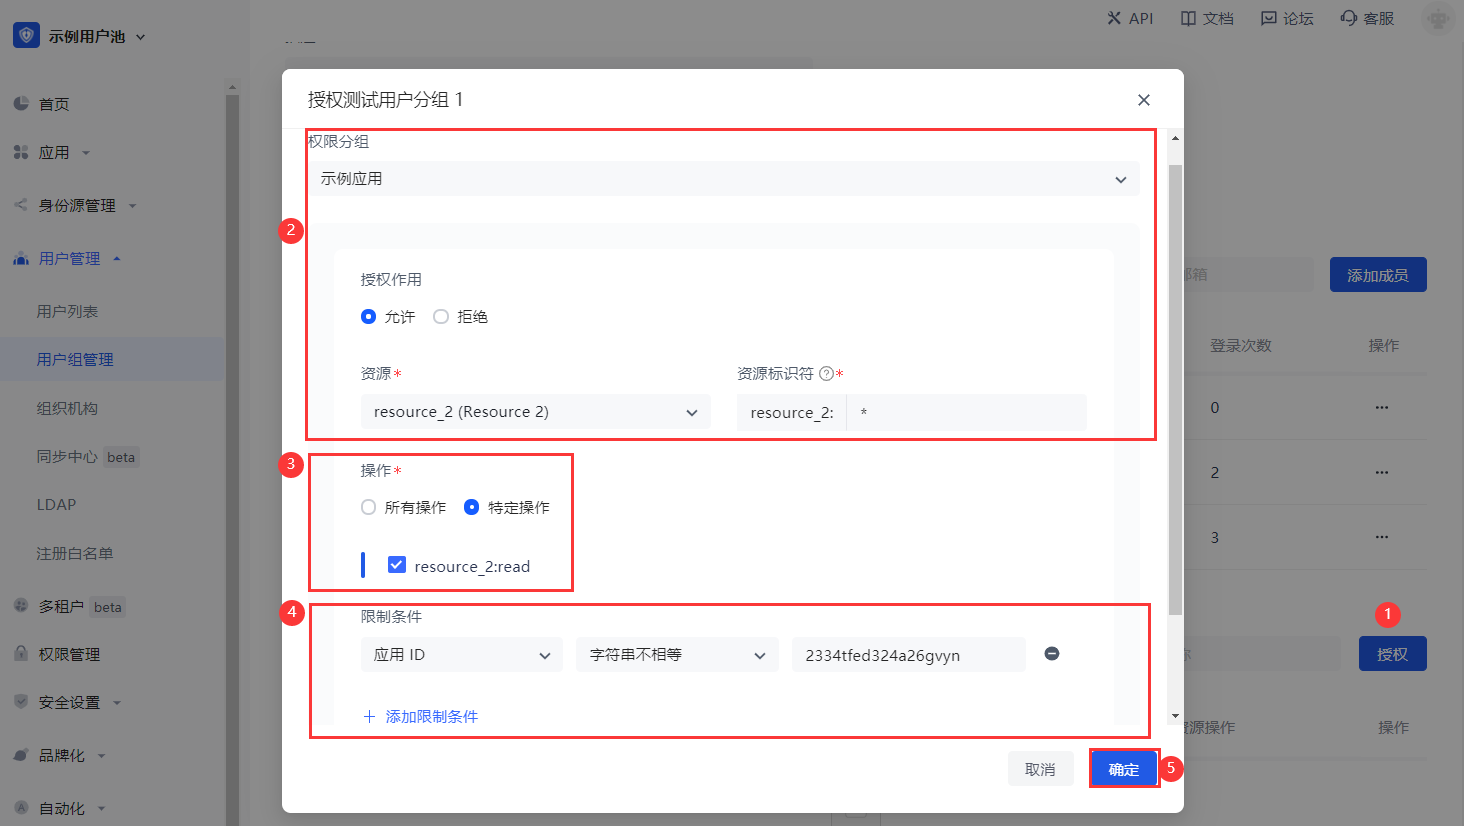 示例用户池
API
文档
论坛
客服
首页
应用
身份源管理
用户管理
用户列表
用户组管理
组织机构
同步中心 beta
LDAP
注册白名单
多租户 beta
权限管理
安全设置
品牌化
自动化
授权测试用户分组 1
权限分组
示例应用
2
授权作用
允许 拒绝
资源*
资源标识符 ?*
resource_2 (Resource 2)
resource_2: *
3
操作*
所有操作 特定操作
resource_2:read
4
限制条件
应用 ID
字符串不相等
2334tfed324a26gvyn
添加限制条件
取消
确定
5
邮箱
添加成员
登录次数 操作
0 ···
2 ···
3 ···
1
授权
资源操作 操作